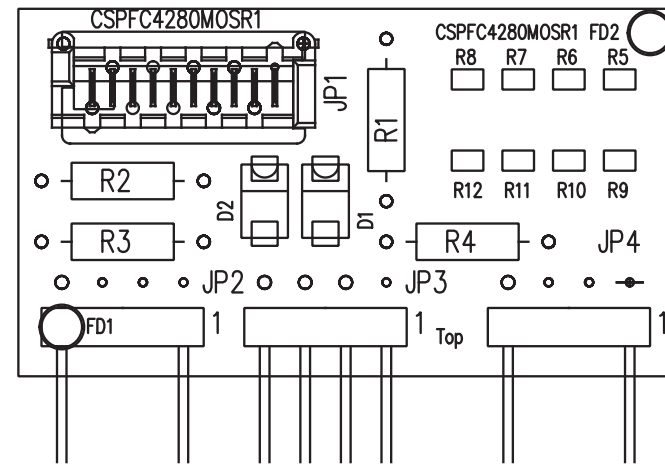 CSPFC4280MOSR1
CSPFC4280MOSR1 FD2
R8 R7 R6 R5
JP1
R1
R2
D2
D1
R12 R11 R10 R9
R3
R4
JP4
JP2
JP3
FD1
1
1
Top
1